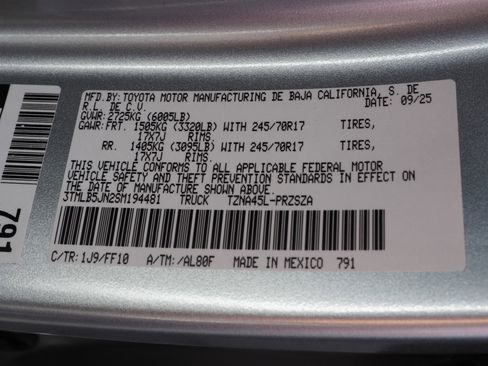 MFD.BY:TOYOTA MOTOR MANUFACTURING DE BAJA CALIFORNIA, S. DE
R.L. DE C.V. DATE: 09/25
GVWR: 2725KG (6005LB)
GAWR:FRT. 1505KG (3320LB) WITH 245/70R17 TIRES,
17X7J RIMS.
RR. 1405KG (3095LB) WITH 245/70R17 TIRES,
17X7J RIMS.
THIS VEHICLE CONFORMS TO ALL APPLICABLE FEDERAL MOTOR
VEHICLE SAFETY AND THEFT PREVENTION STANDARDS IN EFFECT ON
THE DATE OF MANUFACTURE SHOWN ABOVE.
3TMLB5JN2SM194481 TRUCK TZNA45L-PRZSZA
C/TR: 1J9/FF10 A/TM: /AL80F MADE IN MEXICO 791
791